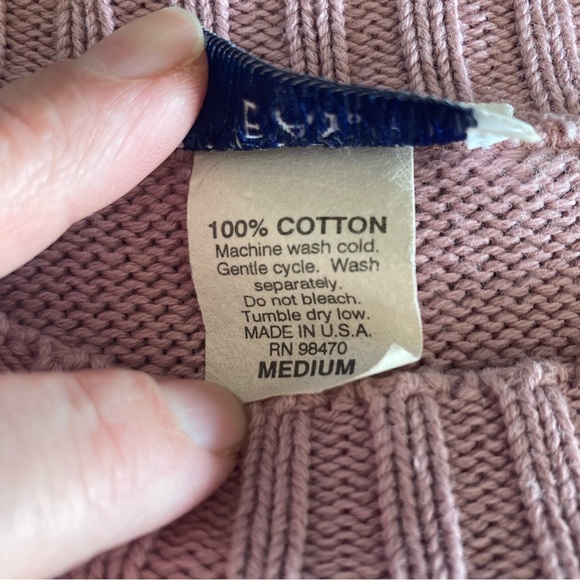 100% COTTON
Machine wash cold.
Gentle cycle. Wash
separately.
Do not bleach.
Tumble dry low.
MADE IN U.S.A.
RN 98470
MEDIUM